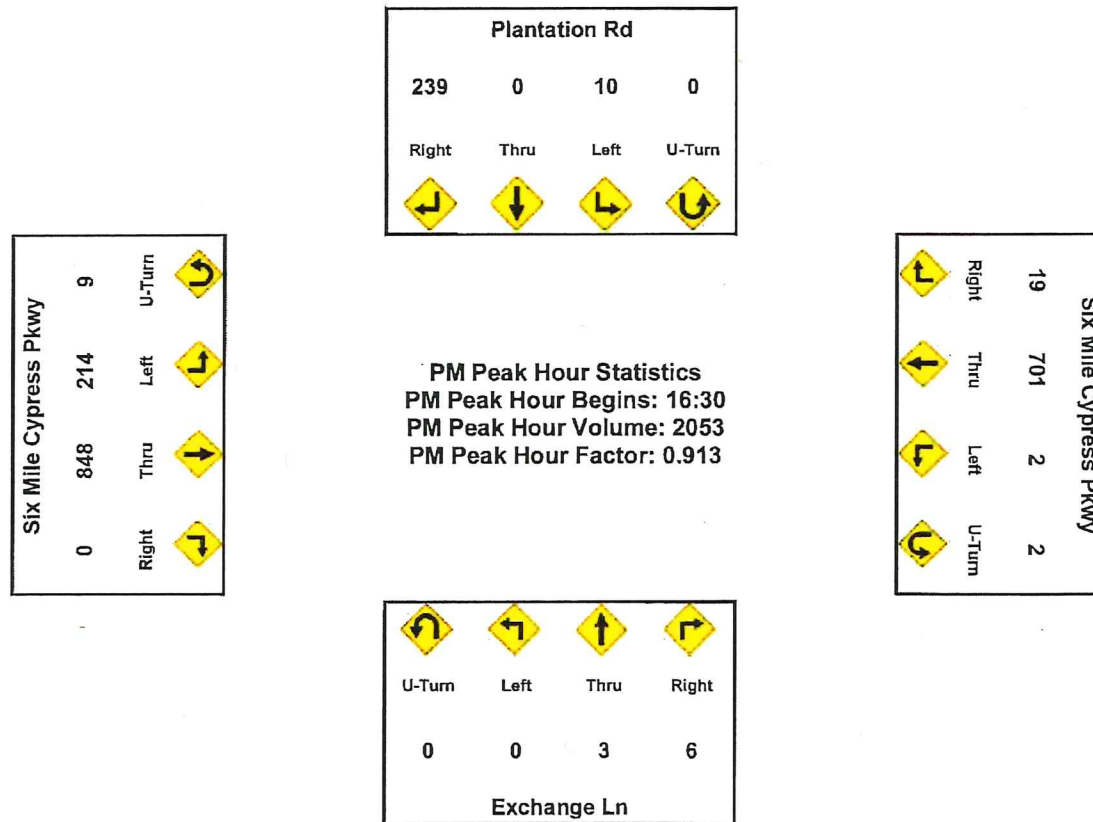 Plantation Rd
239 0 10 0
Right Thru Left U-Turn
Six Mile Cypress Pkwy
9 214 848 0
U-Turn Left Thru Right
PM Peak Hour Statistics
PM Peak Hour Begins: 16:30
PM Peak Hour Volume: 2053
PM Peak Hour Factor: 0.913
Right Thru Left U-Turn
19 701 2 2
Six Mile Cypress Pkwy
U-Turn Left Thru Right
0 0 3 6
Exchange Ln